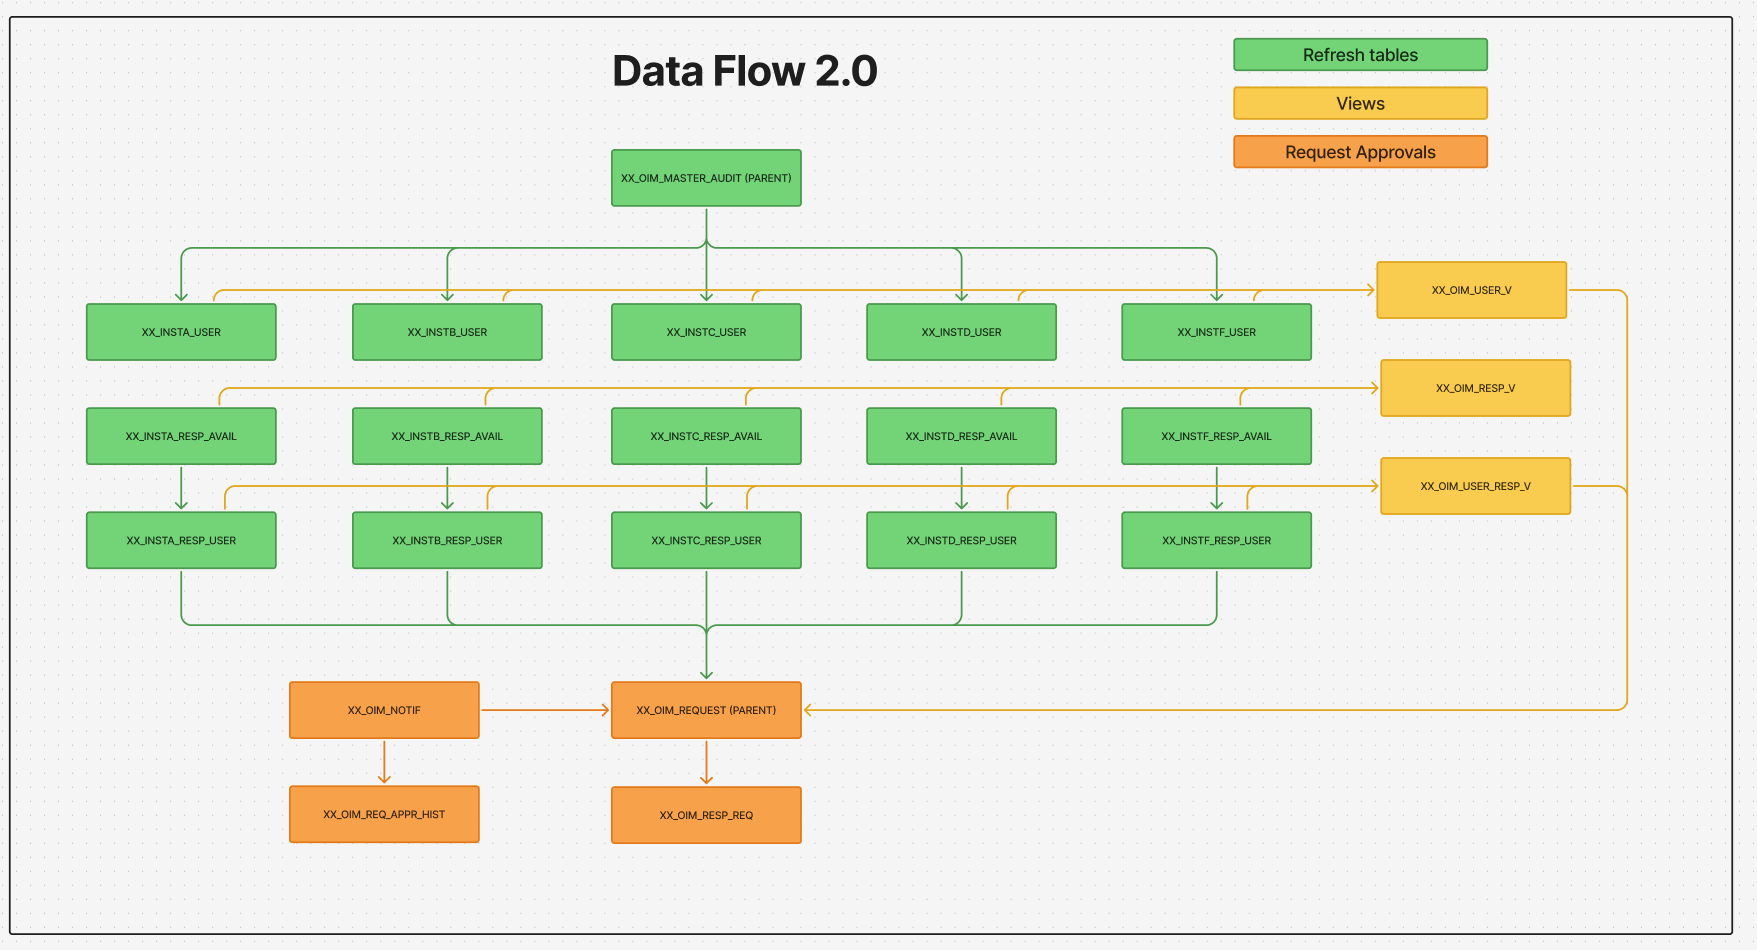 Data Flow 2.0
Refresh tables
Views
Request Approvals
XX_OIM_MASTER_AUDIT (PARENT)
XX_OIM_USER_V
XX_INSTA_USER
XX_INSTB_USER
XX_INSTC_USER
XX_INSTD_USER
XX_INSTF_USER
XX_OIM_RESP_V
XX_INSTA_RESP_AVAIL
XX_INSTB_RESP_AVAIL
XX_INSTC_RESP_AVAIL
XX_INSTD_RESP_AVAIL
XX_INSTF_RESP_AVAIL
XX_OIM_USER_RESP_V
XX_INSTA_RESP_USER
XX_INSTB_RESP_USER
XX_INSTC_RESP_USER
XX_INSTD_RESP_USER
XX_INSTF_RESP_USER
XX_OIM_NOTIF
XX_OIM_REQUEST (PARENT)
XX_OIM_REQ_APPR_HIST
XX_OIM_RESP_REQ